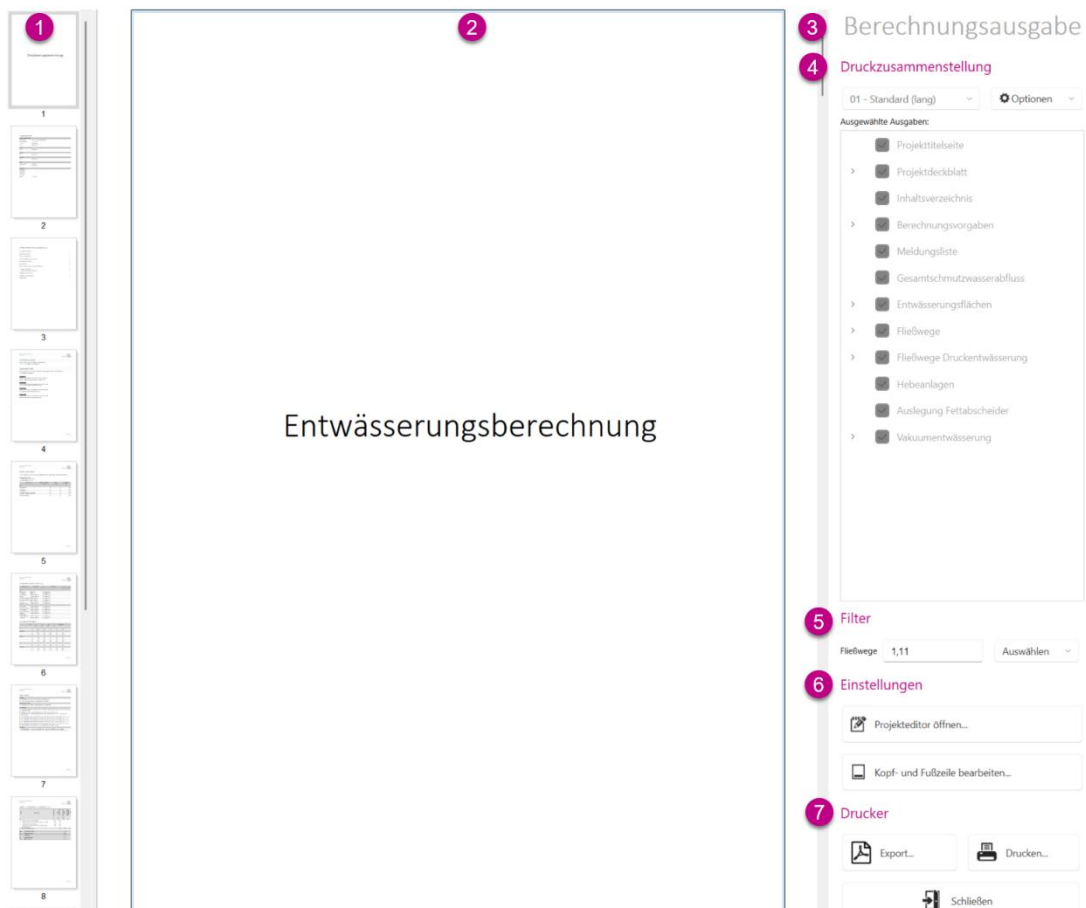 1
1
2
3
4
5
6
7
8
2
Entwässerungsberechnung
3 Berechnungsausgabe
4 Druckzusammenstellung
01 - Standard (lang) Optionen
Ausgewählte Ausgaben:
Projekttitelseite
Projektdeckblatt
Inhaltsverzeichnis
Berechnungsvorgaben
Meldungsliste
Gesamtschmutzwasserabfluss
Entwässerungsflächen
Fließwege
Fließwege Druckentwässerung
Hebeanlagen
Auslegung Fettabscheider
Vakuumentwässerung
5 Filter
Fließwege 1,11 Auswählen
6 Einstellungen
Projekteditor öffnen...
Kopf- und Fußzeile bearbeiten...
7 Drucker
Export... Drucken...
Schließen